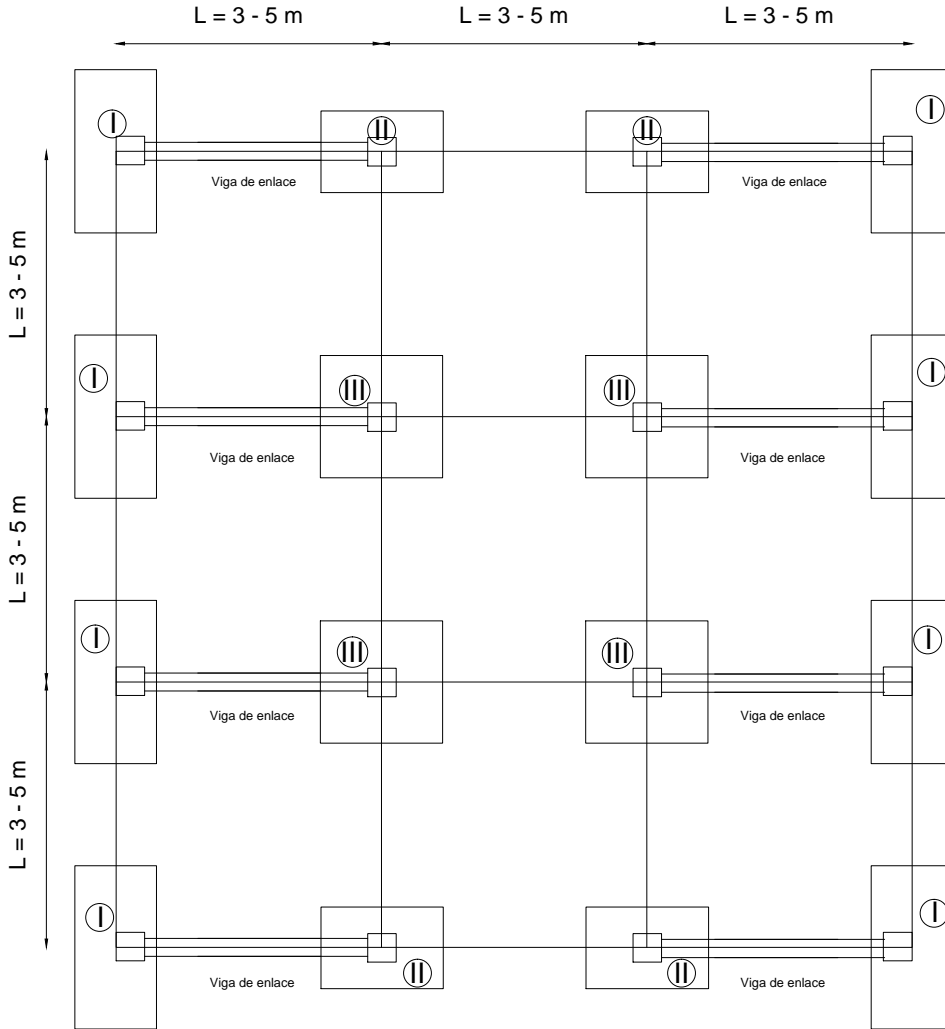 L = 3 - 5 m
L = 3 - 5 m
L = 3 - 5 m
I
II
II
I
Viga de enlace
Viga de enlace
L = 3 - 5 m
I
III
III
I
Viga de enlace
Viga de enlace
L = 3 - 5 m
I
III
III
I
Viga de enlace
Viga de enlace
L = 3 - 5 m
I
II
II
I
Viga de enlace
Viga de enlace